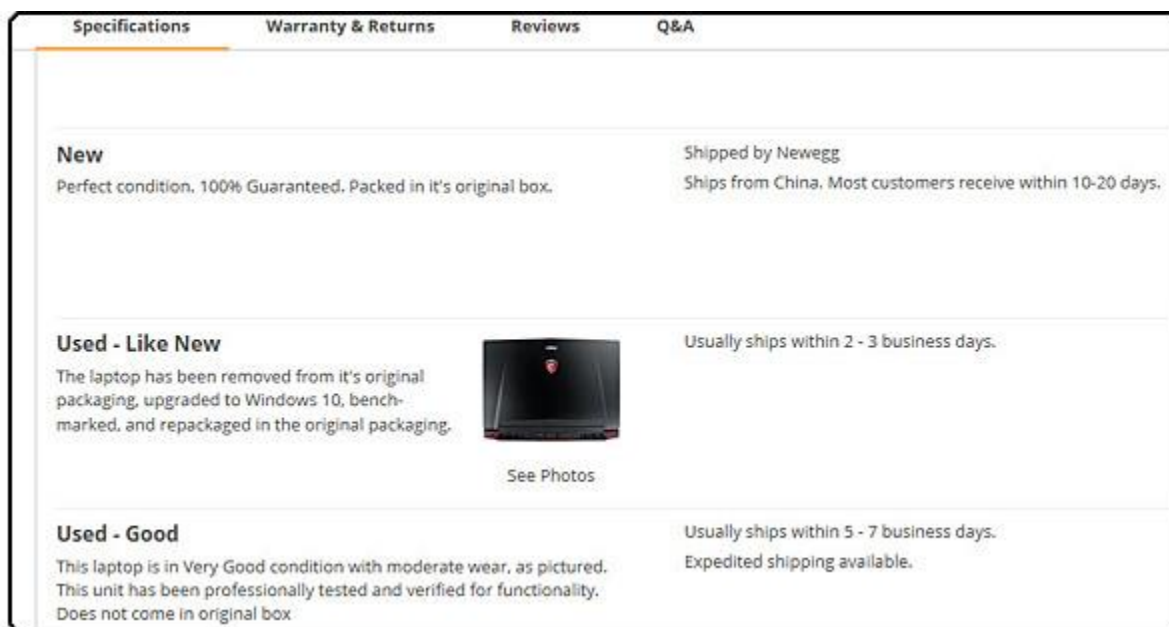 Specifications Warranty & Returns Reviews Q&A
New
Perfect condition. 100% Guaranteed. Packed in it's original box.
Shipped by Newegg
Ships from China. Most customers receive within 10-20 days.
Used - Like New
The laptop has been removed from it's original
packaging, upgraded to Windows 10, bench-
marked, and repackaged in the original packaging.
See Photos
Usually ships within 2 - 3 business days.
Used - Good
This laptop is in Very Good condition with moderate wear, as pictured.
This unit has been professionally tested and verified for functionality.
Does not come in original box
Usually ships within 5 - 7 business days.
Expedited shipping available.